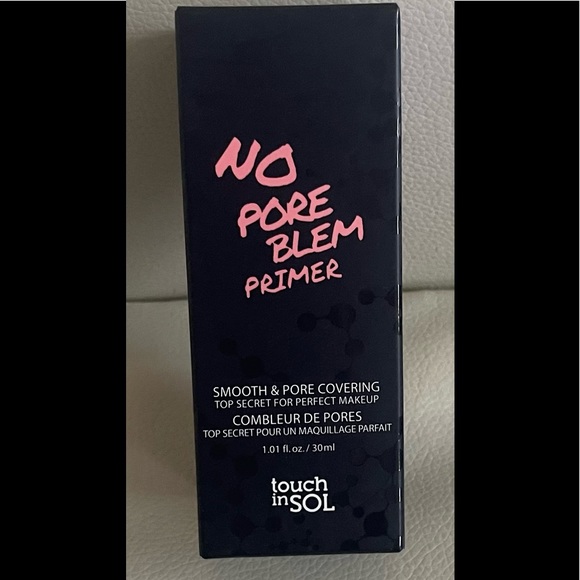 NO
PORE
BLEM
PRIMER
SMOOTH & PORE COVERING
TOP SECRET FOR PERFECT MAKEUP
COMBLEUR DE PORES
TOP SECRET POUR UN MAQUILLAGE PARFAIT
1.01 fl. oz. / 30ml
touch
in SOL